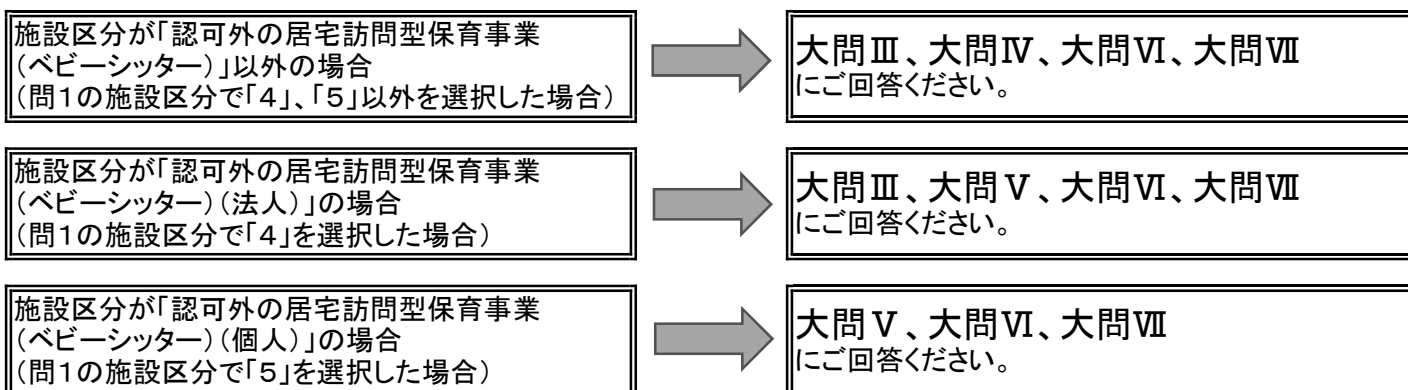 施設区分が「認可外の居宅訪問型保育事業
(ベビーシッター)」以外の場合
(問1の施設区分で「4」、「5」以外を選択した場合)
大問Ⅲ、大問Ⅳ、大問Ⅵ、大問Ⅶ
にご回答ください。
施設区分が「認可外の居宅訪問型保育事業
(ベビーシッター)(法人)」の場合
(問1の施設区分で「4」を選択した場合)
大問Ⅲ、大問Ⅴ、大問Ⅵ、大問Ⅶ
にご回答ください。
施設区分が「認可外の居宅訪問型保育事業
(ベビーシッター)(個人)」の場合
(問1の施設区分で「5」を選択した場合)
大問Ⅴ、大問Ⅵ、大問Ⅶ
にご回答ください。